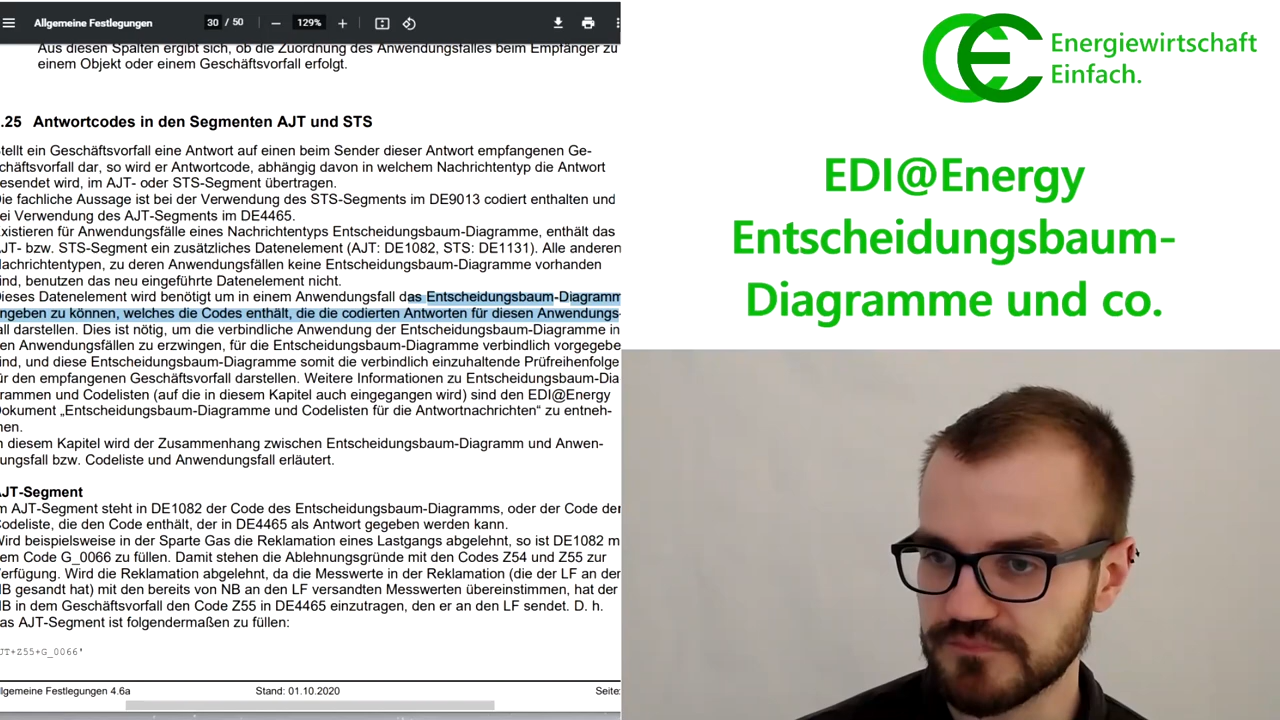 Allgemeine Festlegungen
30 / 50
129%
Aus diesen Spalten ergibt sich, ob die Zuordnung des Anwendungsfalles beim Empfänger zu
einem Objekt oder einem Geschäftsvorfall erfolgt.
.25 Antwortcodes in den Segmenten AJT und STS
tellt ein Geschäftsvorfall eine Antwort auf einen beim Sender dieser Antwort empfangenen Ge-
chäftsvorfall dar, so wird er Antwortcode, abhängig davon in welchem Nachrichtentyp die Antwort
esendet wird, im AJT- oder STS-Segment übertragen.
ie fachliche Aussage ist bei der Verwendung des STS-Segments im DE9013 codiert enthalten und
ei Verwendung des AJT-Segments im DE4465.
xistieren für Anwendungsfälle eines Nachrichtentyps Entscheidungsbaum-Diagramme, enthält das
JT- bzw. STS-Segment ein zusätzliches Datenelement (AJT: DE1082, STS: DE1131). Alle anderen
achrichtentypen, zu deren Anwendungsfällen keine Entscheidungsbaum-Diagramme vorhanden
ind, benutzen das neu eingeführte Datenelement nicht.
ieses Datenelement wird benötigt um in einem Anwendungsfall das Entscheidungsbaum-Diagramm
ngeben zu können, welches die Codes enthält, die die codierten Antworten für diesen Anwendungs-
all darstellen. Dies ist nötig, um die verbindliche Anwendung der Entscheidungsbaum-Diagramme in
en Anwendungsfällen zu erzwingen, für die Entscheidungsbaum-Diagramme verbindlich vorgegebe
ind, und diese Entscheidungsbaum-Diagramme somit die verbindlich einzuhaltende Prüfreihenfolge
ür den empfangenen Geschäftsvorfall darstellen. Weitere Informationen zu Entscheidungsbaum-Dia
rammen und Codelisten (auf die in diesem Kapitel auch eingegangen wird) sind den EDI@Energy
okument „Entscheidungsbaum-Diagramme und Codelisten für die Antwortnachrichten“ zu entneh-
en.
n diesem Kapitel wird der Zusammenhang zwischen Entscheidungsbaum-Diagramm und Anwen-
ungsfall bzw. Codeliste und Anwendungsfall erläutert.
AJT-Segment
m AJT-Segment steht in DE1082 der Code des Entscheidungsbaum-Diagramms, oder der Code der
Codeliste, die den Code enthält, der in DE4465 als Antwort gegeben werden kann.
Wird beispielsweise in der Sparte Gas die Reklamation eines Lastgangs abgelehnt, so ist DE1082 m
em Code G_0066 zu füllen. Damit stehen die Ablehnungsgründe mit den Codes Z54 und Z55 zur
erfügung. Wird die Reklamation abgelehnt, da die Messwerte in der Reklamation (die der LF an den
NB gesandt hat) mit den bereits von NB an den LF versandten Messwerten übereinstimmen, hat der
NB in dem Geschäftsvorfall den Code Z55 in DE4465 einzutragen, den er an den LF sendet. D. h.
as AJT-Segment ist folgendermaßen zu füllen:
JT+Z55+G_0066'
lgemeine Festlegungen 4.6a
Stand: 01.10.2020
Seite:
Energiewirtschaft
Einfach.
EDI@Energy
Entscheidungsbaum-
Diagramme und co.